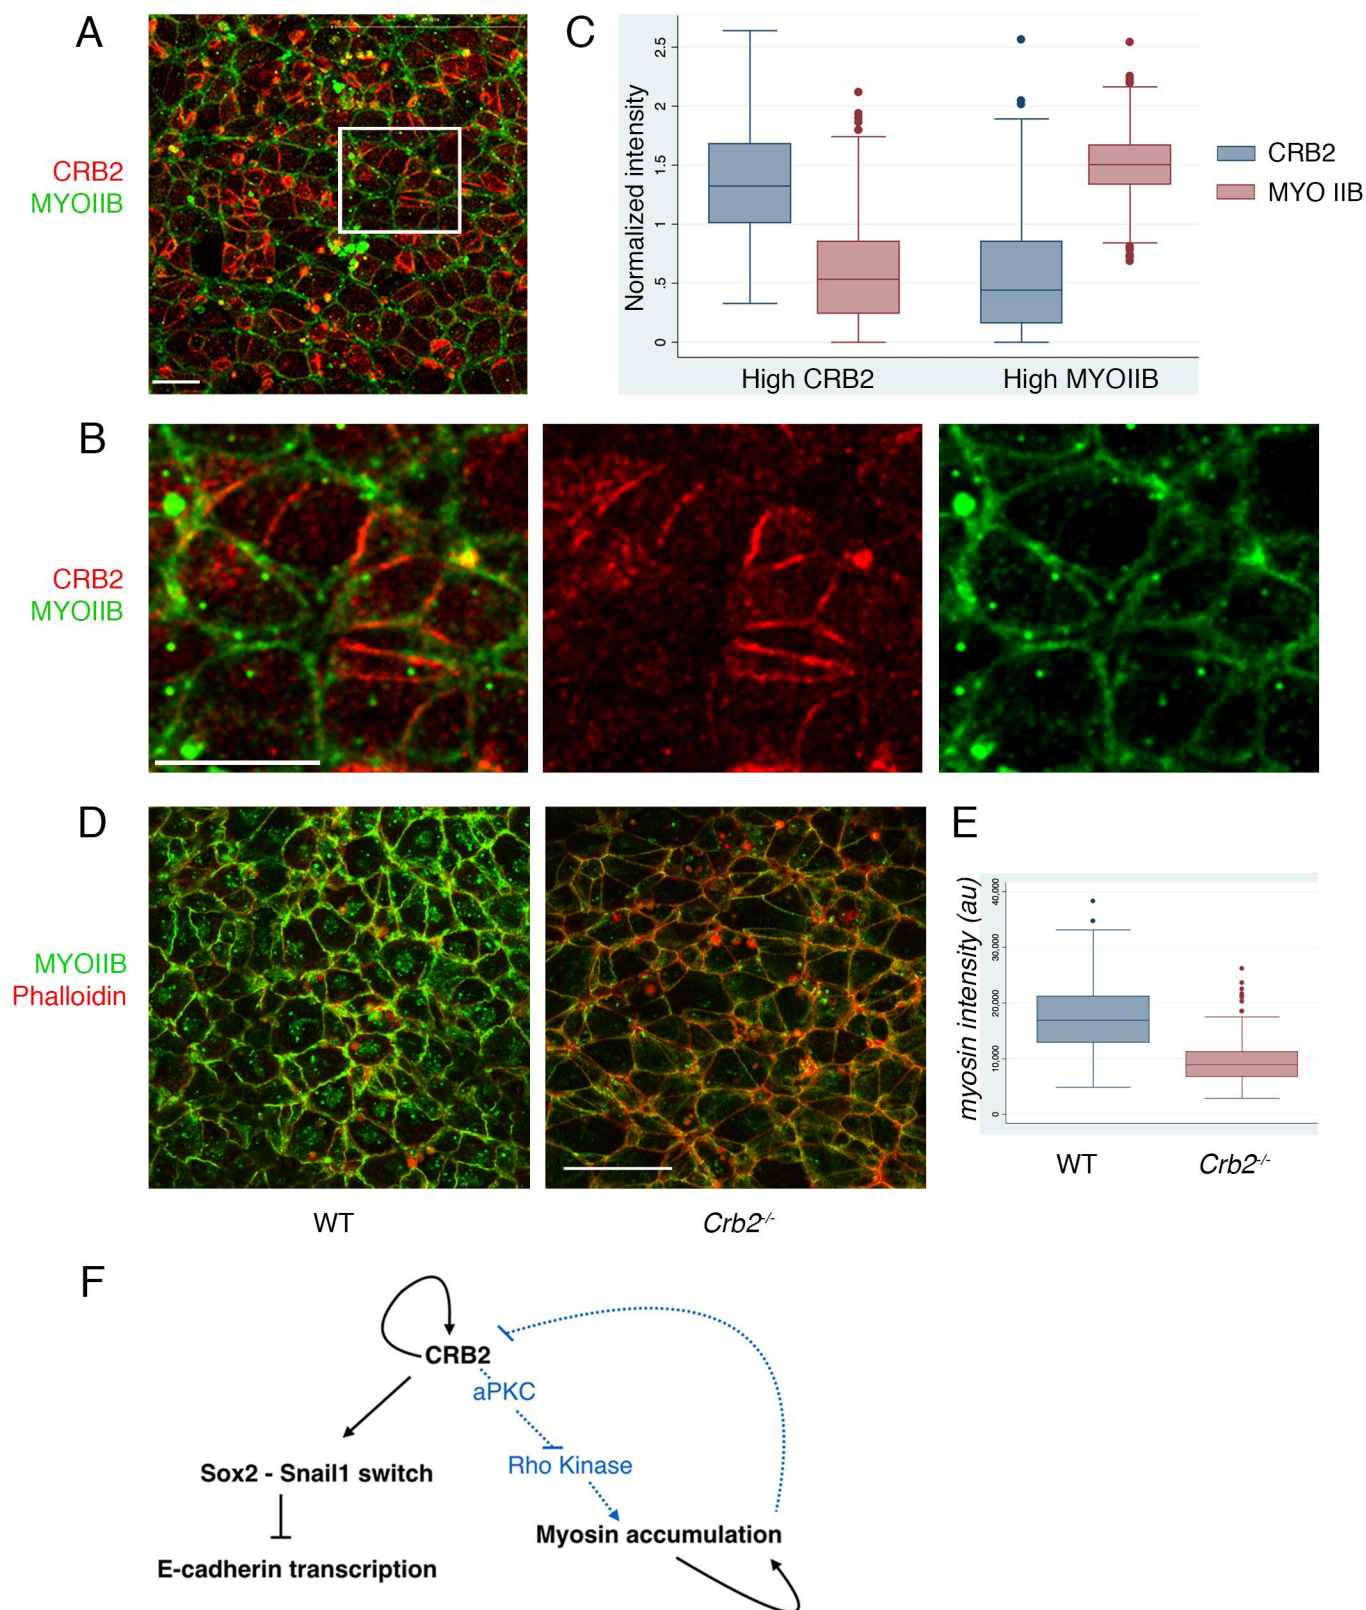 A
CRB2
MYOIIB
C
Normalized intensity
2.5
2
1.5
1
.5
0
High CRB2
High MYOIIB
CRB2
MYO IIB
B
CRB2
MYOIIB
D
MYOIIB
Phalloidin
WT
Crb2-/-
E
myosin intensity (au)
40,000
30,000
20,000
10,000
0
WT
Crb2-/-
F
CRB2
aPKC
Rho Kinase
Sox2 - Snail1 switch
Myosin accumulation
E-cadherin transcription